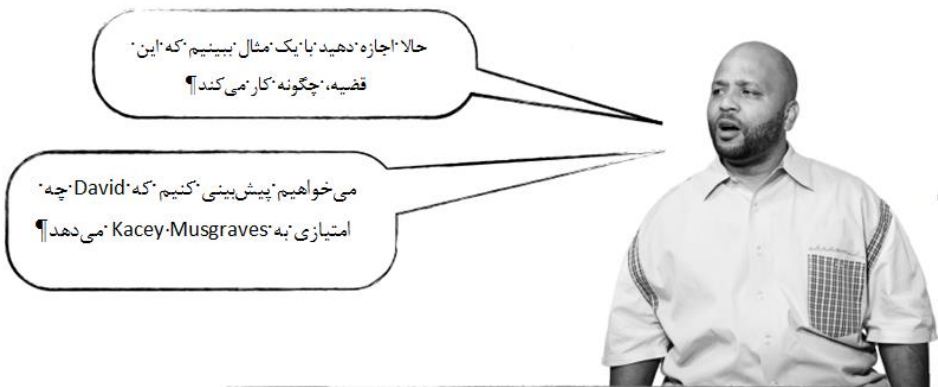 حالا اجازه دهید با یک مثال ببینیم که این
قضیه، چگونه کار می‌کند¶
می‌خواهیم پیش‌بینی کنیم که David چه
امتیازی به Kacey Musgraves می‌دهد¶